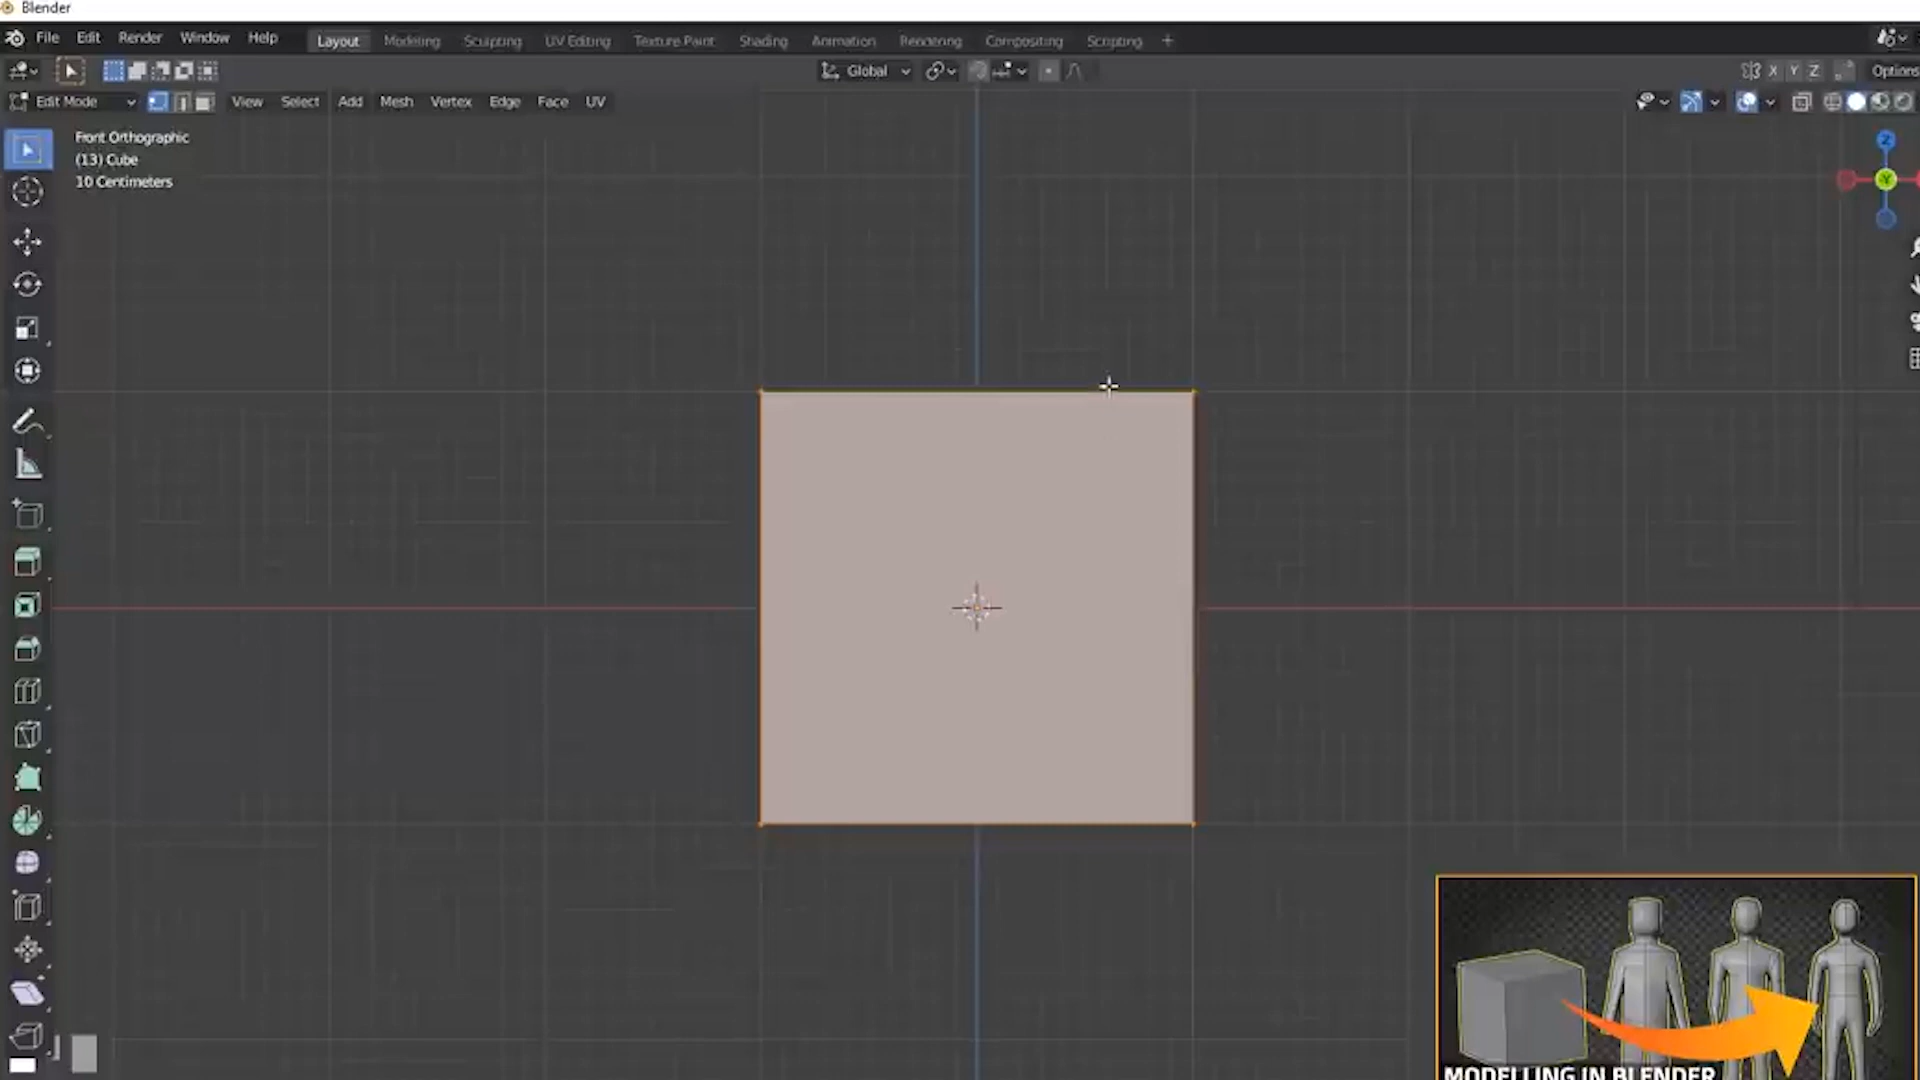 Blender
File Edit Render Window Help Layout Modeling Sculpting UV Editing Texture Paint Shading Animation Rendering Compositing Scripting +
Global X Y Z Options
Edit Mode View Select Add Mesh Vertex Edge Face UV
Front Orthographic
(13) Cube
10 Centimeters
Z
Y
MODELLING IN BLENDER